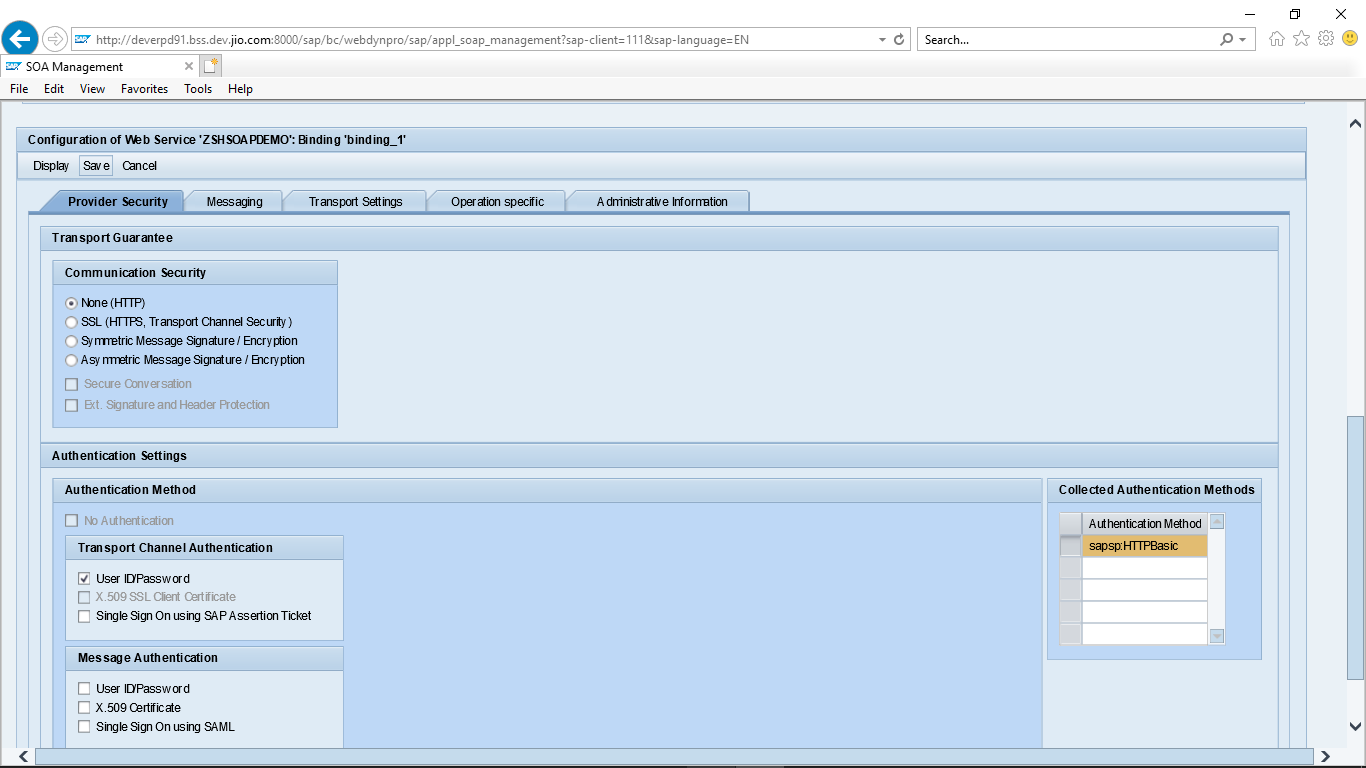 http://deverpd91.bss.dev.jio.com:8000/sap/bc/webdynpro/sap/appl_soap_management?sap-client=111&sap-language=EN
Search...
SAP SOA Management
File Edit View Favorites Tools Help
Configuration of Web Service 'ZSHSOAPDEMO': Binding 'binding_1'
Display Save Cancel
Provider Security Messaging Transport Settings Operation specific Administrative Information
Transport Guarantee
Communication Security
None (HTTP)
SSL (HTTPS, Transport Channel Security)
Symmetric Message Signature / Encryption
Asymmetric Message Signature / Encryption
Secure Conversation
Ext. Signature and Header Protection
Authentication Settings
Authentication Method
No Authentication
Transport Channel Authentication
User ID/Password
X.509 SSL Client Certificate
Single Sign On using SAP Assertion Ticket
Message Authentication
User ID/Password
X.509 Certificate
Single Sign On using SAML
Collected Authentication Methods
Authentication Method
sapsp:HTTPBasic